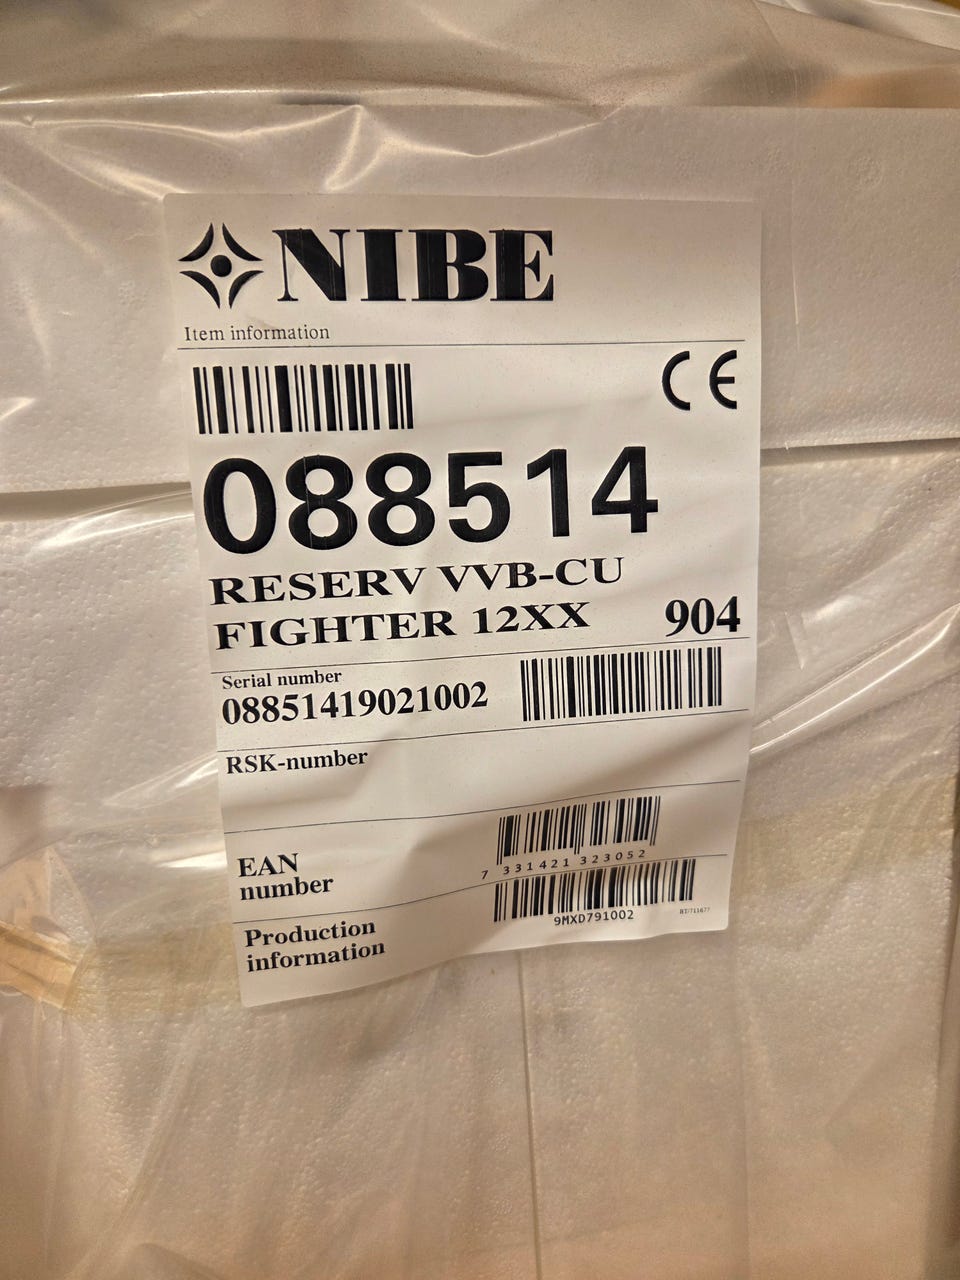 NIBE
Item information
CE
088514
RESERV VVB-CU
FIGHTER 12XX 904
Serial number
08851419021002
RSK-number
EAN
number
7 331421 323052
Production
information
9MXD791002